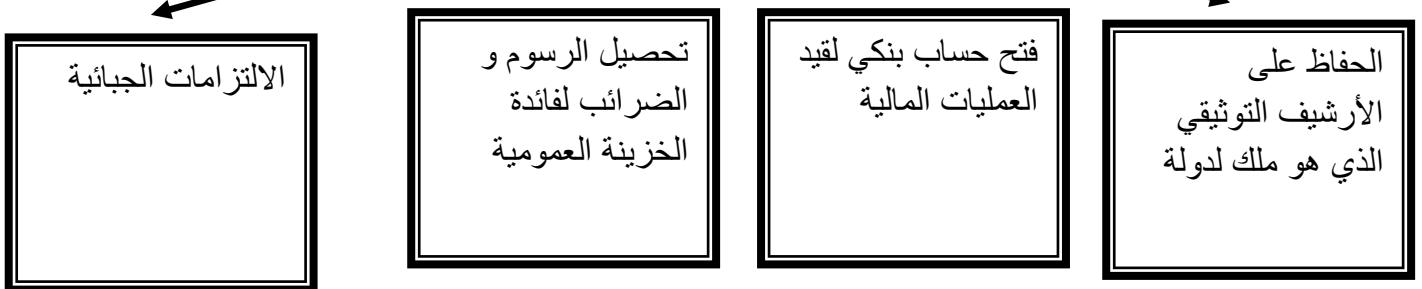 الحفاظ على
الأرشيف التوثيقي
الذي هو ملك لدولة
فتح حساب بنكي لقيد
العمليات المالية
تحصيل الرسوم و
الضرائب لفائدة
الخزينة العمومية
الالتزامات الجبائية